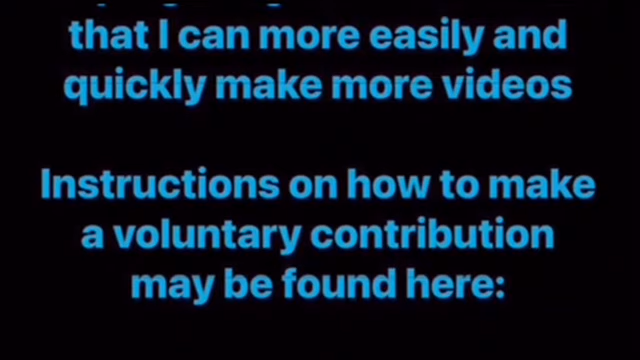 that I can more easily and
quickly make more videos
Instructions on how to make
a voluntary contribution
may be found here: